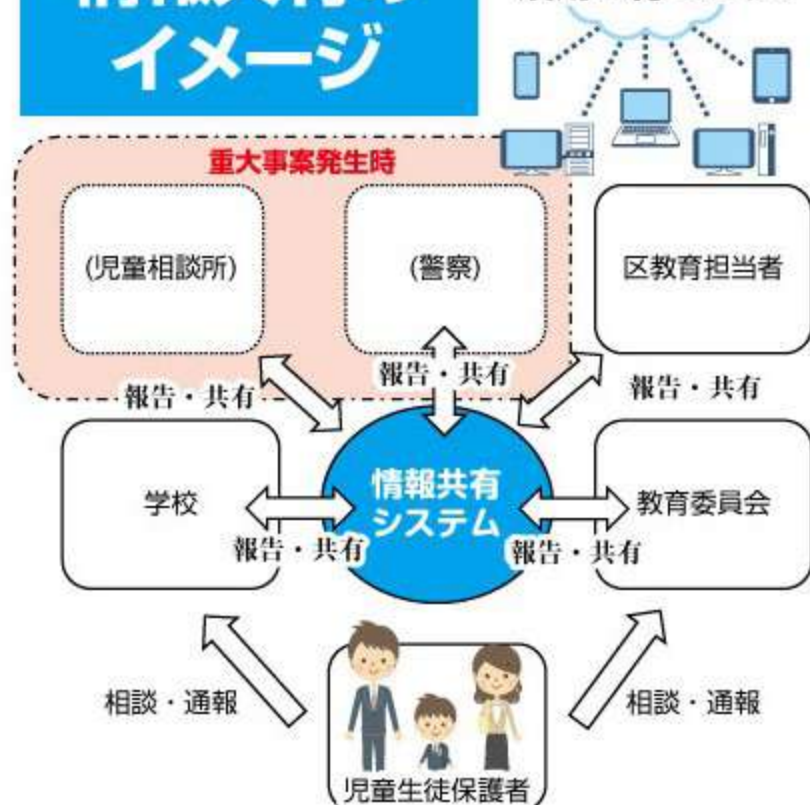 イメージ
重大事案発生時
(児童相談所)
(警察)
区教育担当者
報告・共有
報告・共有
報告・共有
学校
情報共有
システム
教育委員会
報告・共有
報告・共有
相談・通報
相談・通報
児童生徒保護者